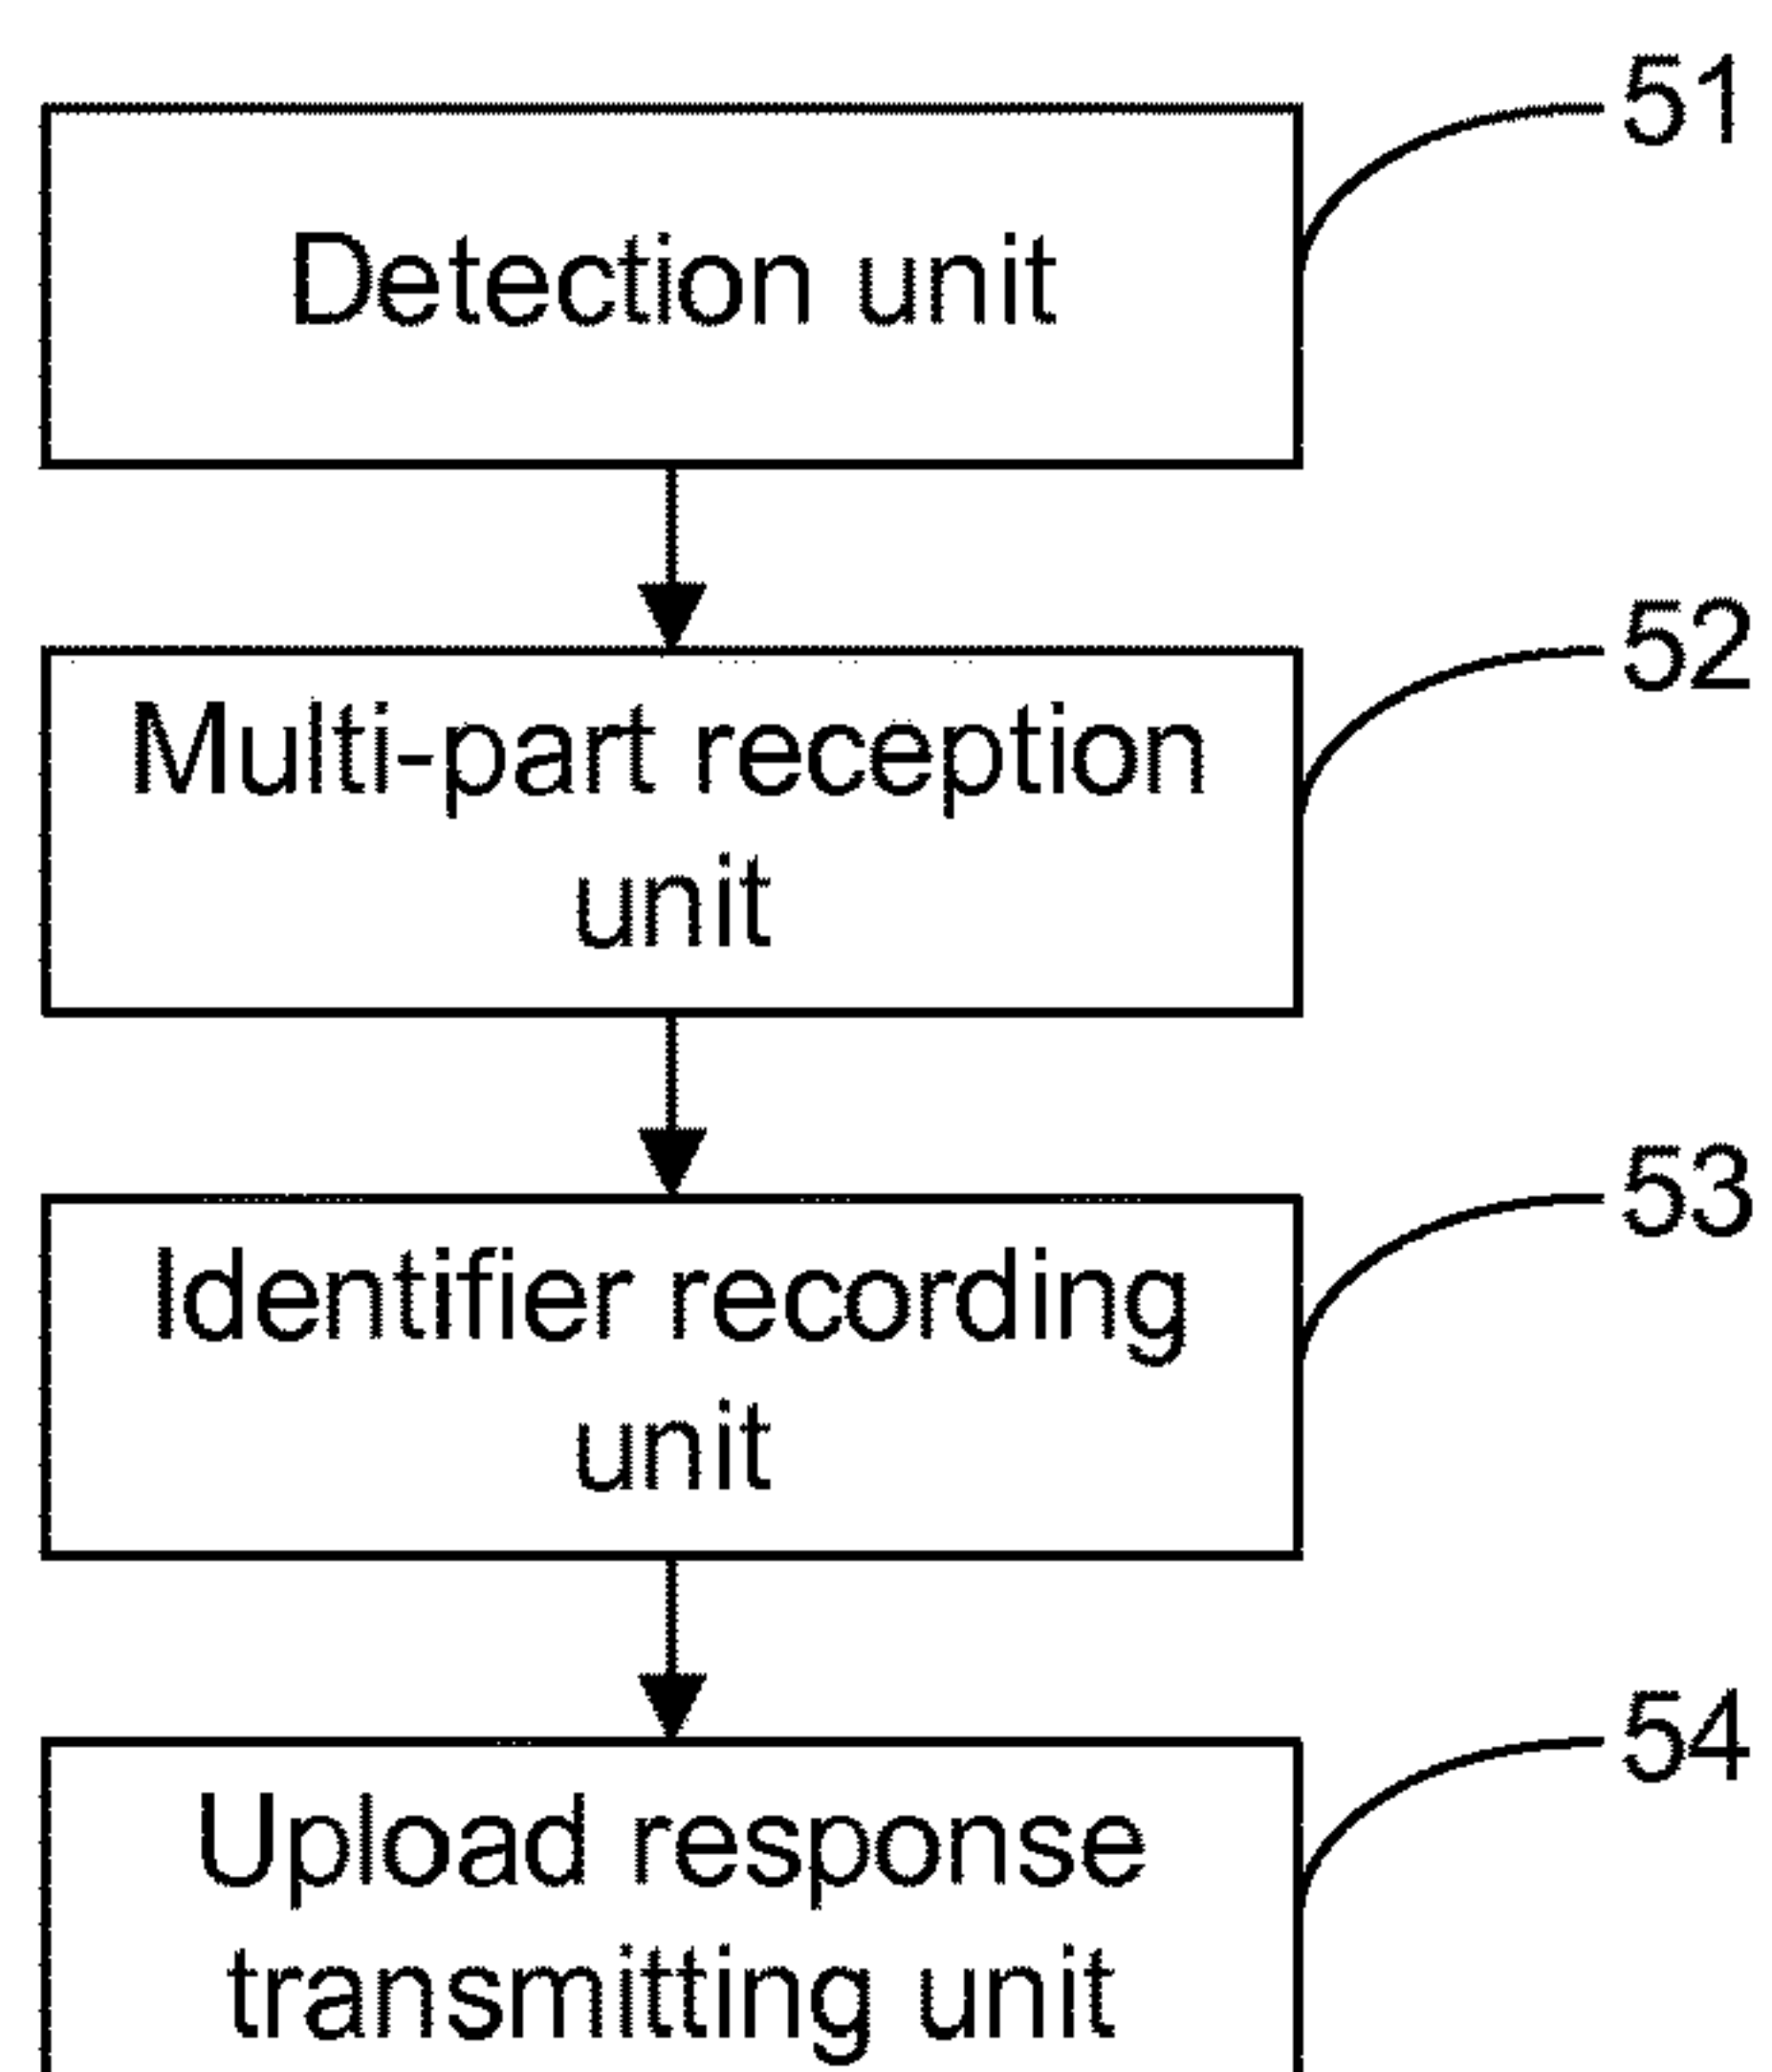 51
Detection unit
52
Multi-part reception
unit
53
Identifier recording
unit
54
Upload response
transmitting unit